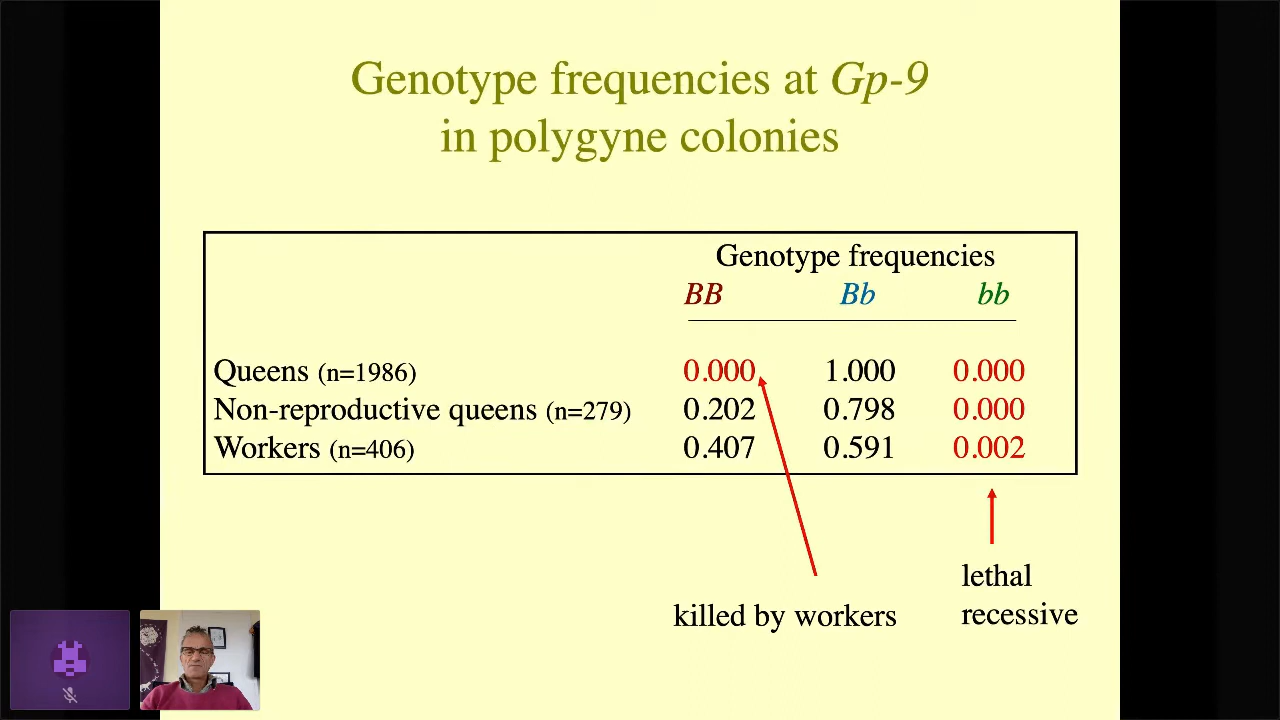 Genotype frequencies at Gp-9
in polygyne colonies
Genotype frequencies
BB Bb bb
Queens (n=1986) 0.000 1.000 0.000
Non-reproductive queens (n=279) 0.202 0.798 0.000
Workers (n=406) 0.407 0.591 0.002
killed by workers
lethal
recessive